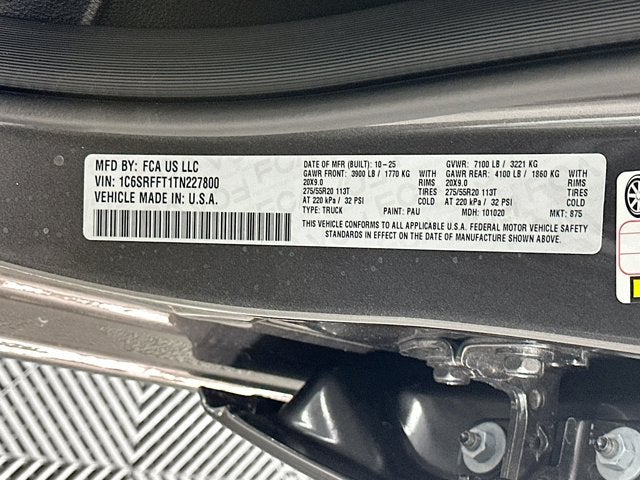 MFD BY: FCA US LLC
VIN: 1C6SRFFT1TN227800
VEHICLE MADE IN: U.S.A.
DATE OF MFR (BUILT): 10-25 GVWR: 7100 LB / 3221 KG
GAWR FRONT: 3900 LB / 1770 KG WITH GAWR REAR: 4100 LB / 1860 KG WITH
20X9.0 RIMS 20X9.0 RIMS
275/55R20 113T TIRES 275/55R20 113T TIRES
AT 220 kPa / 32 PSI COLD AT 220 kPa / 32 PSI COLD
TYPE: TRUCK PAINT: PAU MDH: 101020 MKT: 875
THIS VEHICLE CONFORMS TO ALL APPLICABLE U.S.A. FEDERAL MOTOR VEHICLE SAFETY
STANDARDS IN EFFECT ON THE DATE OF MANUFACTURE SHOWN ABOVE.